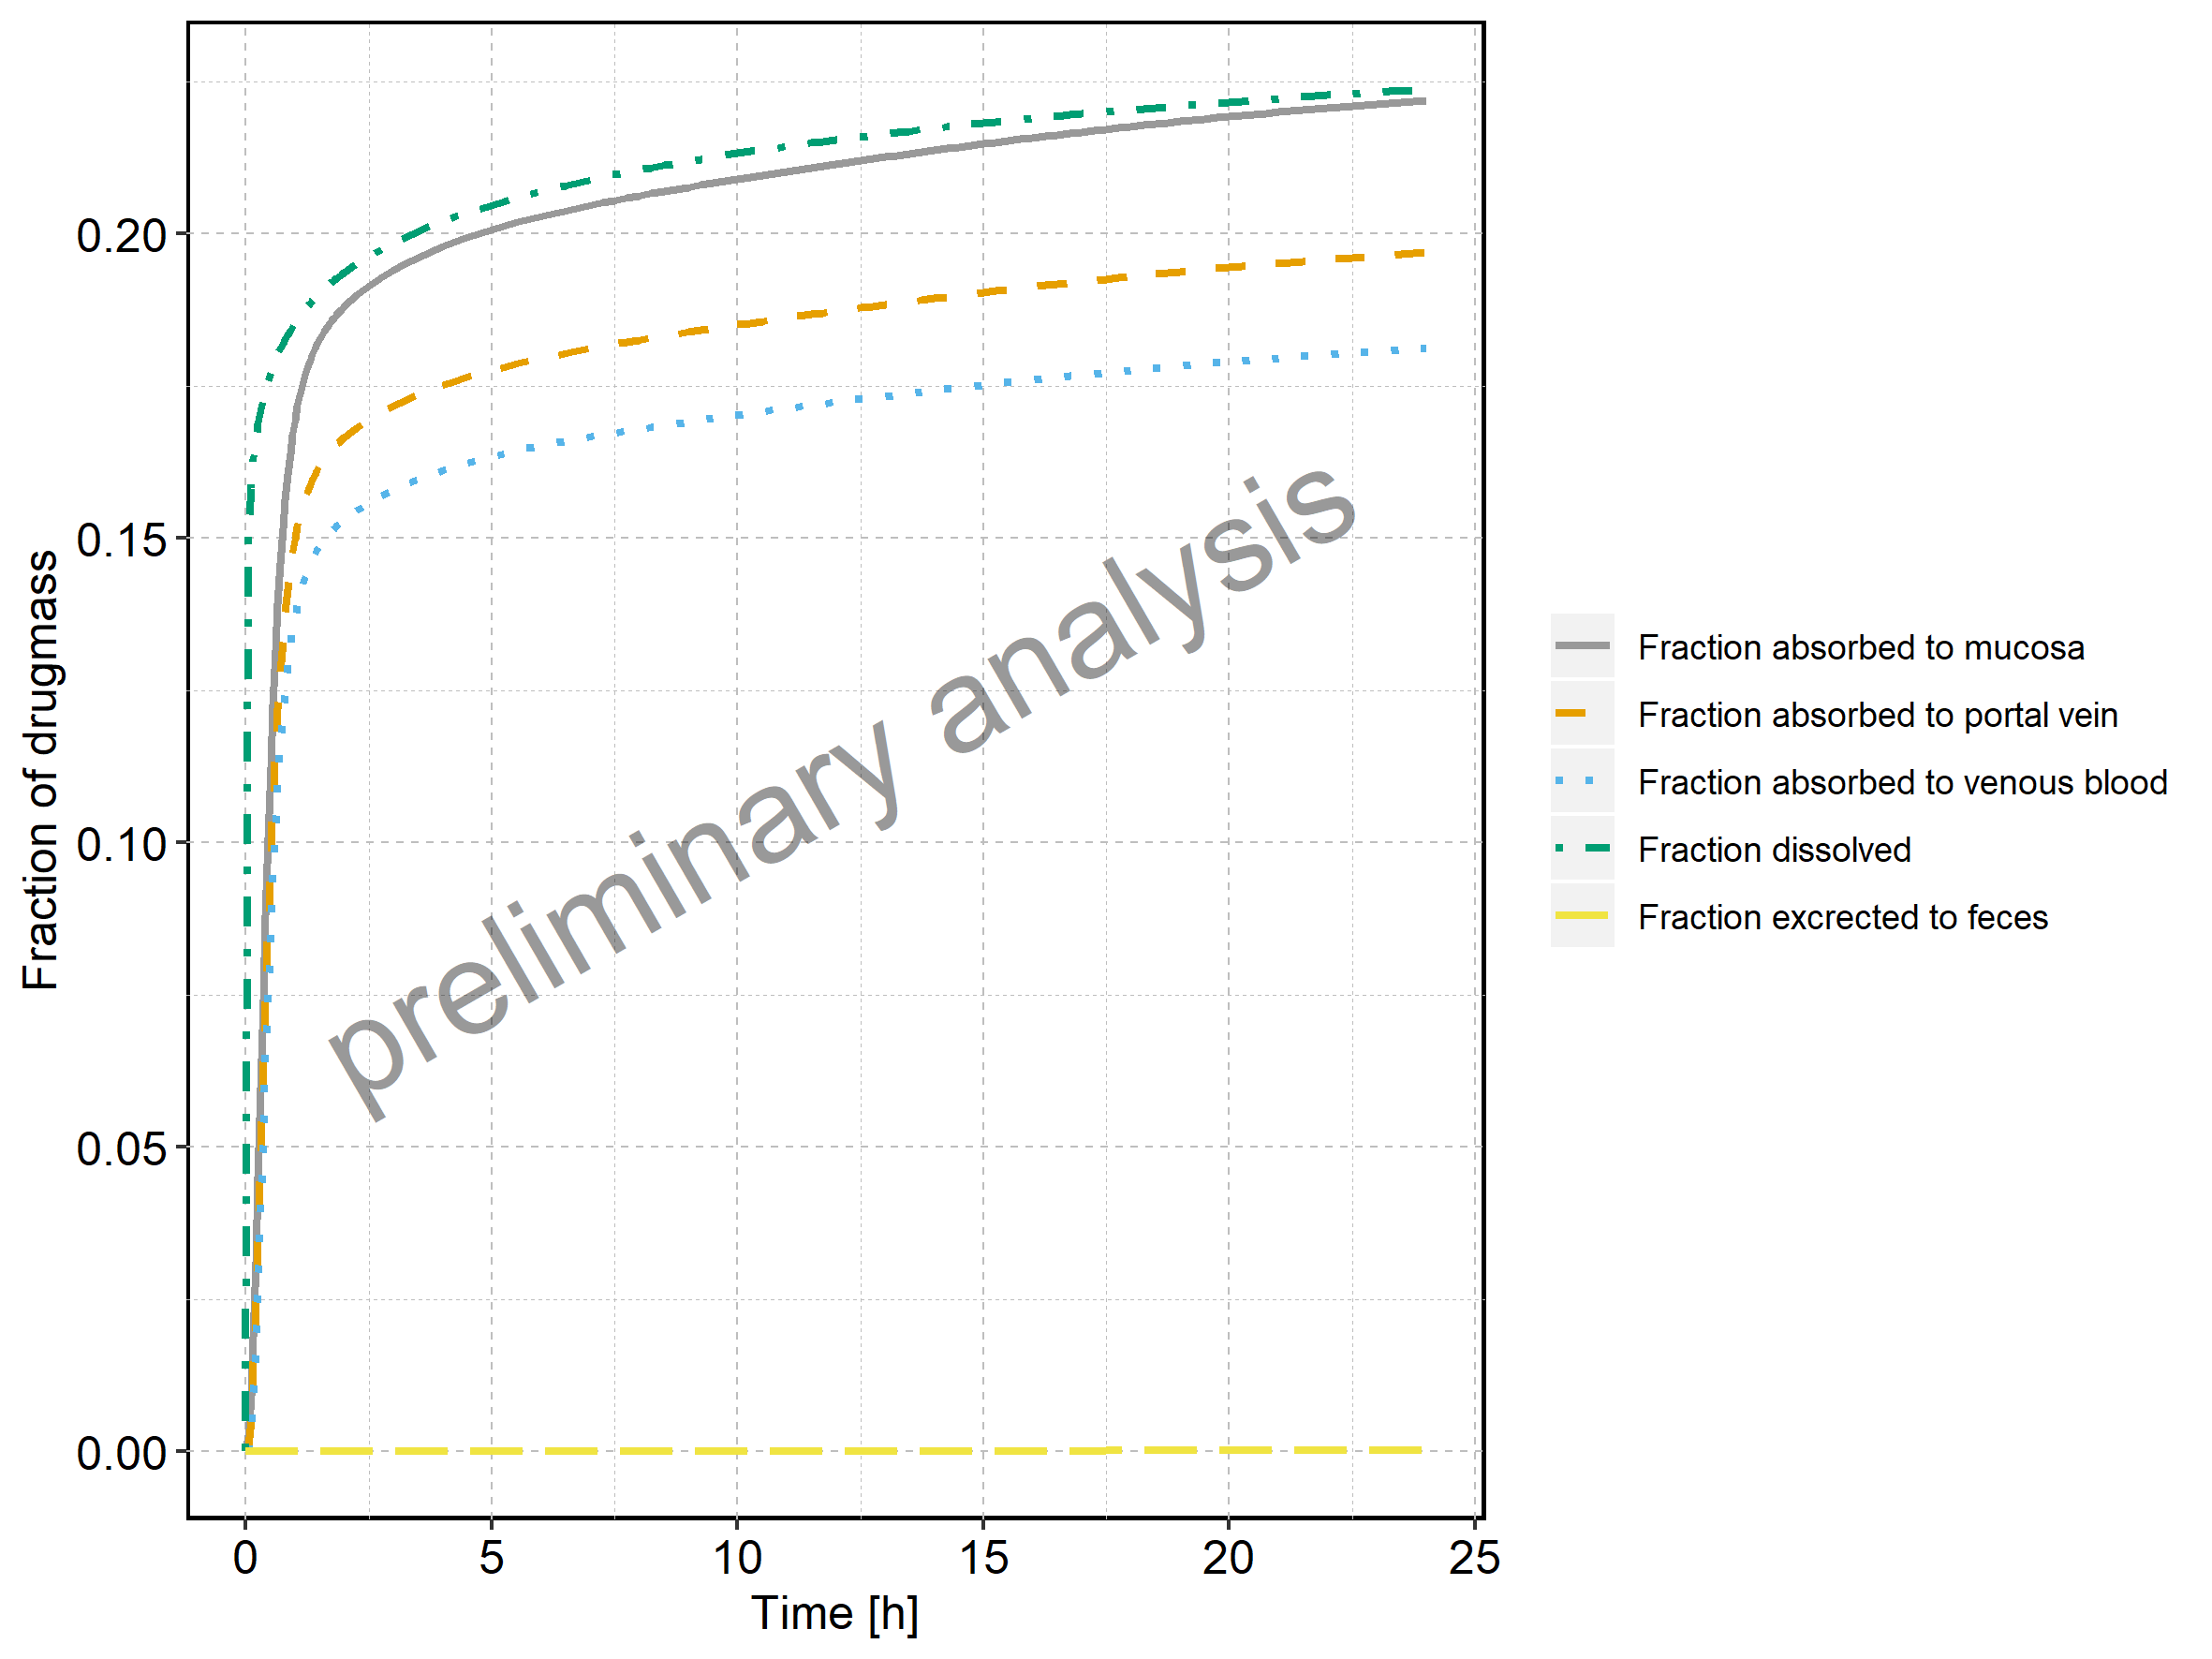 0.20
0.15
0.10
0.05
0.00
Fraction of drugmass
0 5 10 15 20 25
Time [h]
preliminary analysis
Fraction absorbed to mucosa
Fraction absorbed to portal vein
Fraction absorbed to venous blood
Fraction dissolved
Fraction excrected to feces